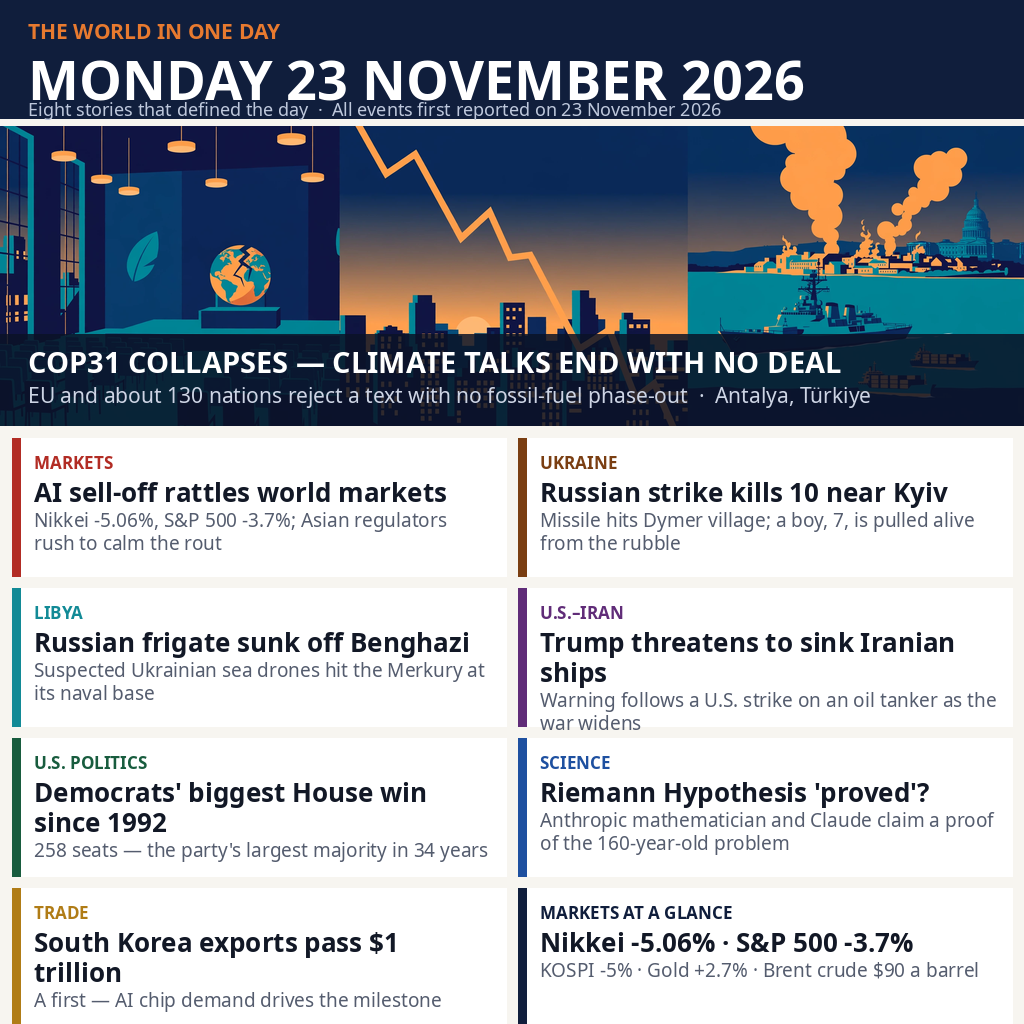 THE WORLD IN ONE DAY
MONDAY 23 NOVEMBER 2026
Eight stories that defined the day · All events first reported on 23 November 2026
COP31 COLLAPSES — CLIMATE TALKS END WITH NO DEAL
EU and about 130 nations reject a text with no fossil-fuel phase-out · Antalya, Türkiye
MARKETS
AI sell-off rattles world markets
Nikkei -5.06%, S&P 500 -3.7%; Asian regulators
rush to calm the rout
UKRAINE
Russian strike kills 10 near Kyiv
Missile hits Dymer village; a boy, 7, is pulled alive
from the rubble
LIBYA
Russian frigate sunk off Benghazi
Suspected Ukrainian sea drones hit the Merkury at
its naval base
U.S.–IRAN
Trump threatens to sink Iranian
ships
Warning follows a U.S. strike on an oil tanker as the
war widens
U.S. POLITICS
Democrats' biggest House win
since 1992
258 seats — the party's largest majority in 34 years
SCIENCE
Riemann Hypothesis 'proved'?
Anthropic mathematician and Claude claim a proof
of the 160-year-old problem
TRADE
South Korea exports pass $1
trillion
A first — AI chip demand drives the milestone
MARKETS AT A GLANCE
Nikkei -5.06% · S&P 500 -3.7%
KOSPI -5% · Gold +2.7% · Brent crude $90 a barrel